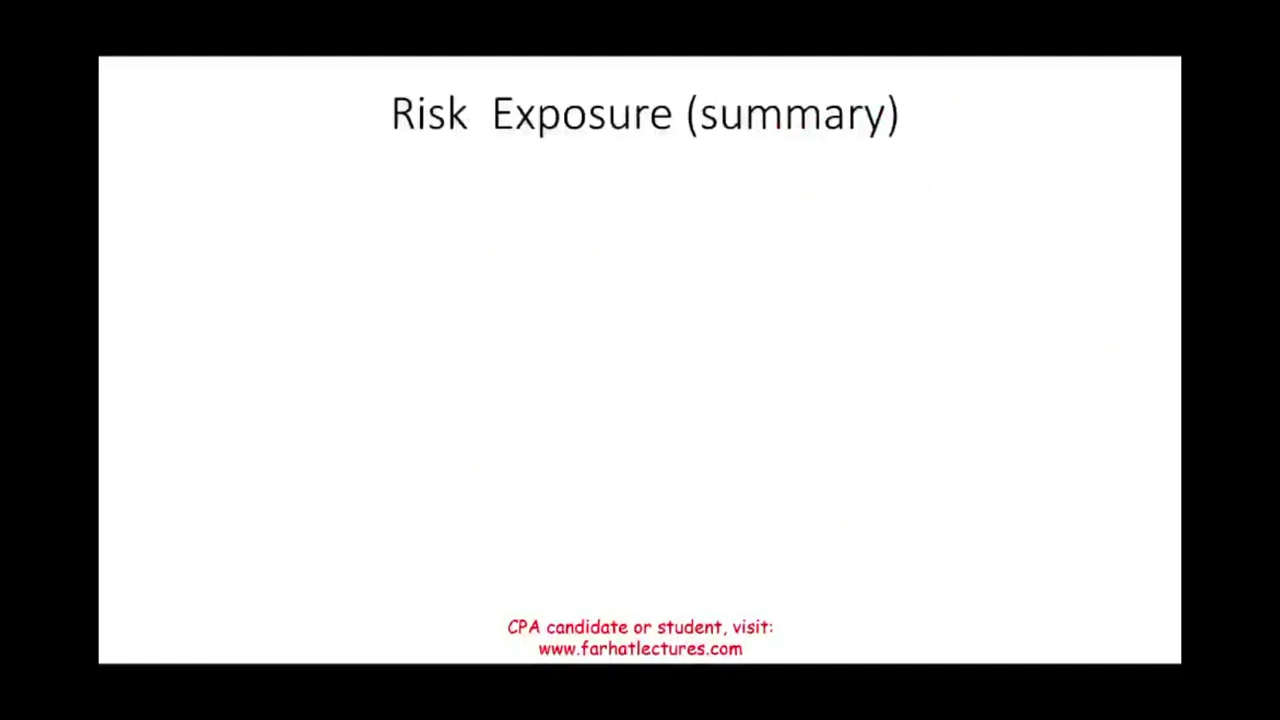 Risk Exposure (summary)
CPA candidate or student, visit:
www.farhatlectures.com